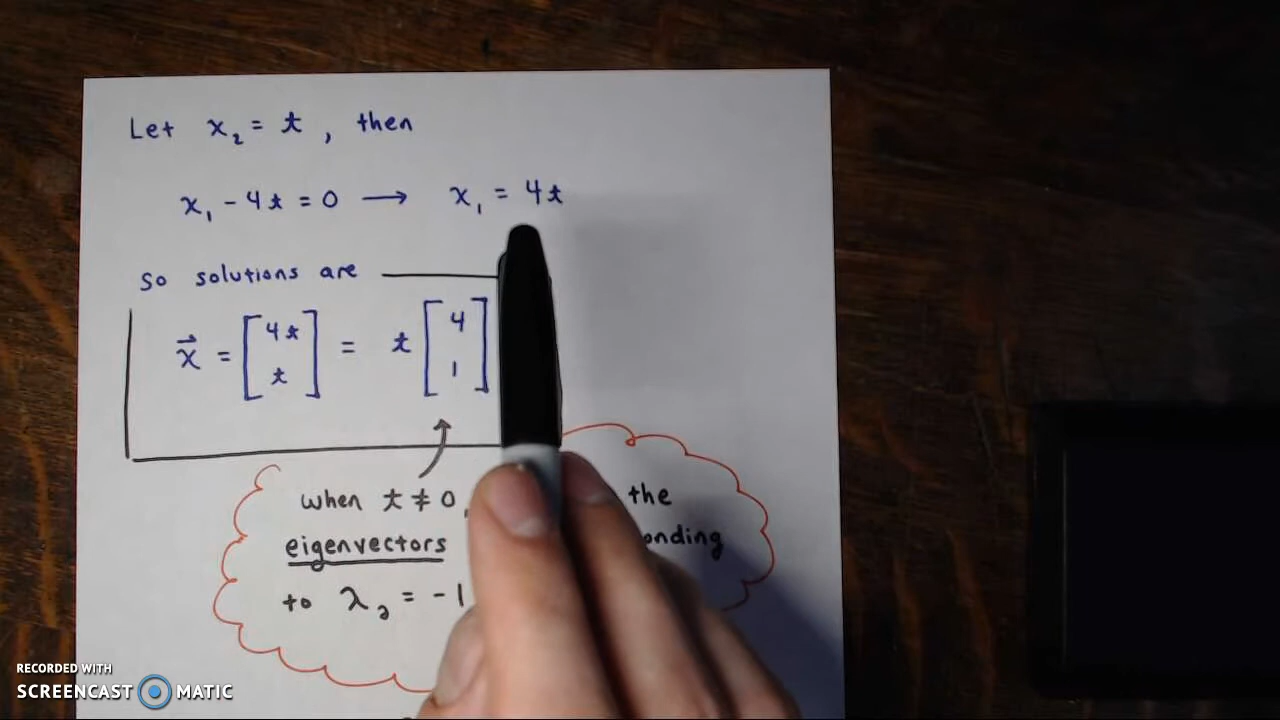 Let x₂ = t, then
x₁ - 4t = 0 → x₁ = 4t
So solutions are
x⃗ = [4t t] = t [4 1]
when t ≠ 0, the
eigenvectors onding
to λ₂ = -1
RECORDED WITH
SCREENCAST MATIC